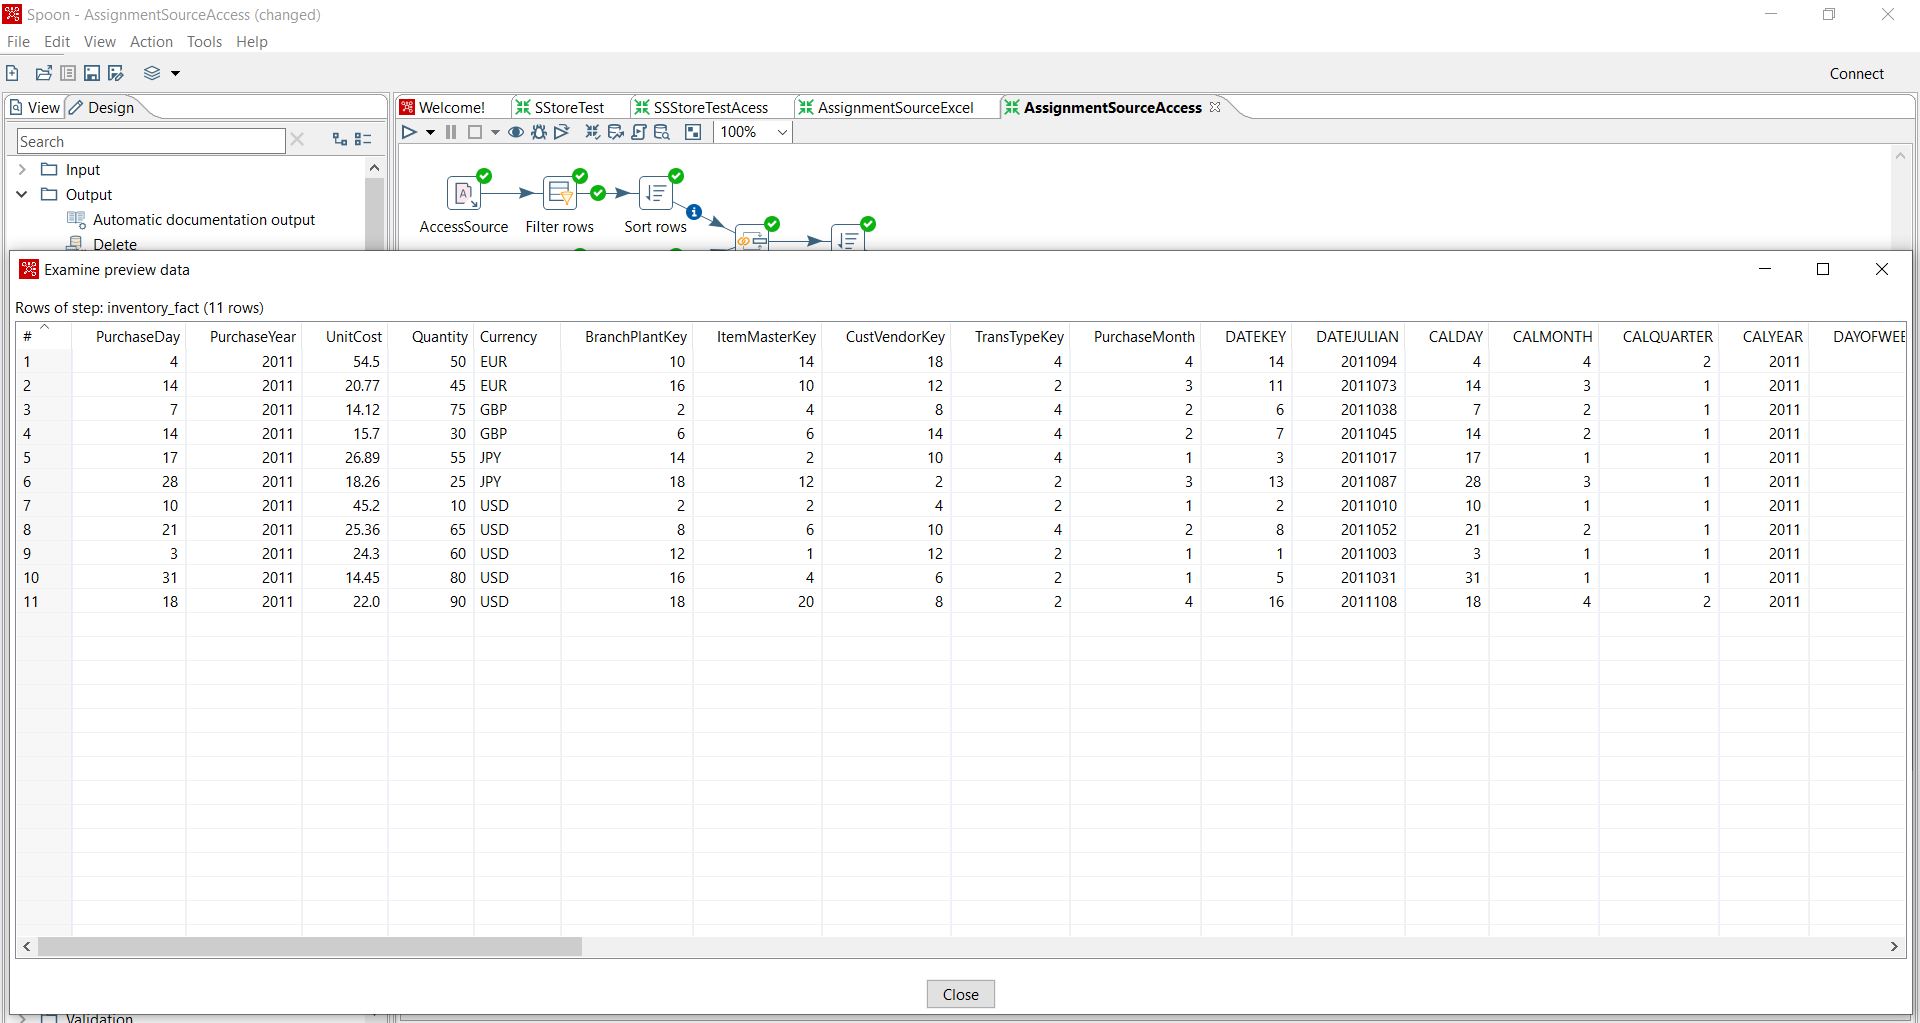 Spoon - AssignmentSourceAccess (changed)
File Edit View Action Tools Help
Connect
View Design
Welcome! SStoreTest SSStoreTestAcess AssignmentSourceExcel AssignmentSourceAccess
Search
100%
Input
Output
Automatic documentation output
Delete
AccessSource Filter rows Sort rows
Examine preview data
Rows of step: inventory_fact (11 rows)
# PurchaseDay PurchaseYear UnitCost Quantity Currency BranchPlantKey ItemMasterKey CustVendorKey TransTypeKey PurchaseMonth DATEKEY DATEJULIAN CALDAY CALMONTH CALQUARTER CALYEAR DAYOFWEE
1 4 2011 54.5 50 EUR 10 14 18 4 4 14 2011094 4 4 2 2011
2 14 2011 20.77 45 EUR 16 10 12 2 3 11 2011073 14 3 1 2011
3 7 2011 14.12 75 GBP 2 4 8 4 2 6 2011038 7 2 1 2011
4 14 2011 15.7 30 GBP 6 6 14 4 2 7 2011045 14 2 1 2011
5 17 2011 26.89 55 JPY 14 2 10 4 1 3 2011017 17 1 1 2011
6 28 2011 18.26 25 JPY 18 12 2 2 3 13 2011087 28 3 1 2011
7 10 2011 45.2 10 USD 2 2 4 2 1 2 2011010 10 1 1 2011
8 21 2011 25.36 65 USD 8 6 10 4 2 8 2011052 21 2 1 2011
9 3 2011 24.3 60 USD 12 1 12 2 1 1 2011003 3 1 1 2011
10 31 2011 14.45 80 USD 16 4 6 2 1 5 2011031 31 1 1 2011
11 18 2011 22.0 90 USD 18 20 8 2 4 16 2011108 18 4 2 2011
Close
Validation